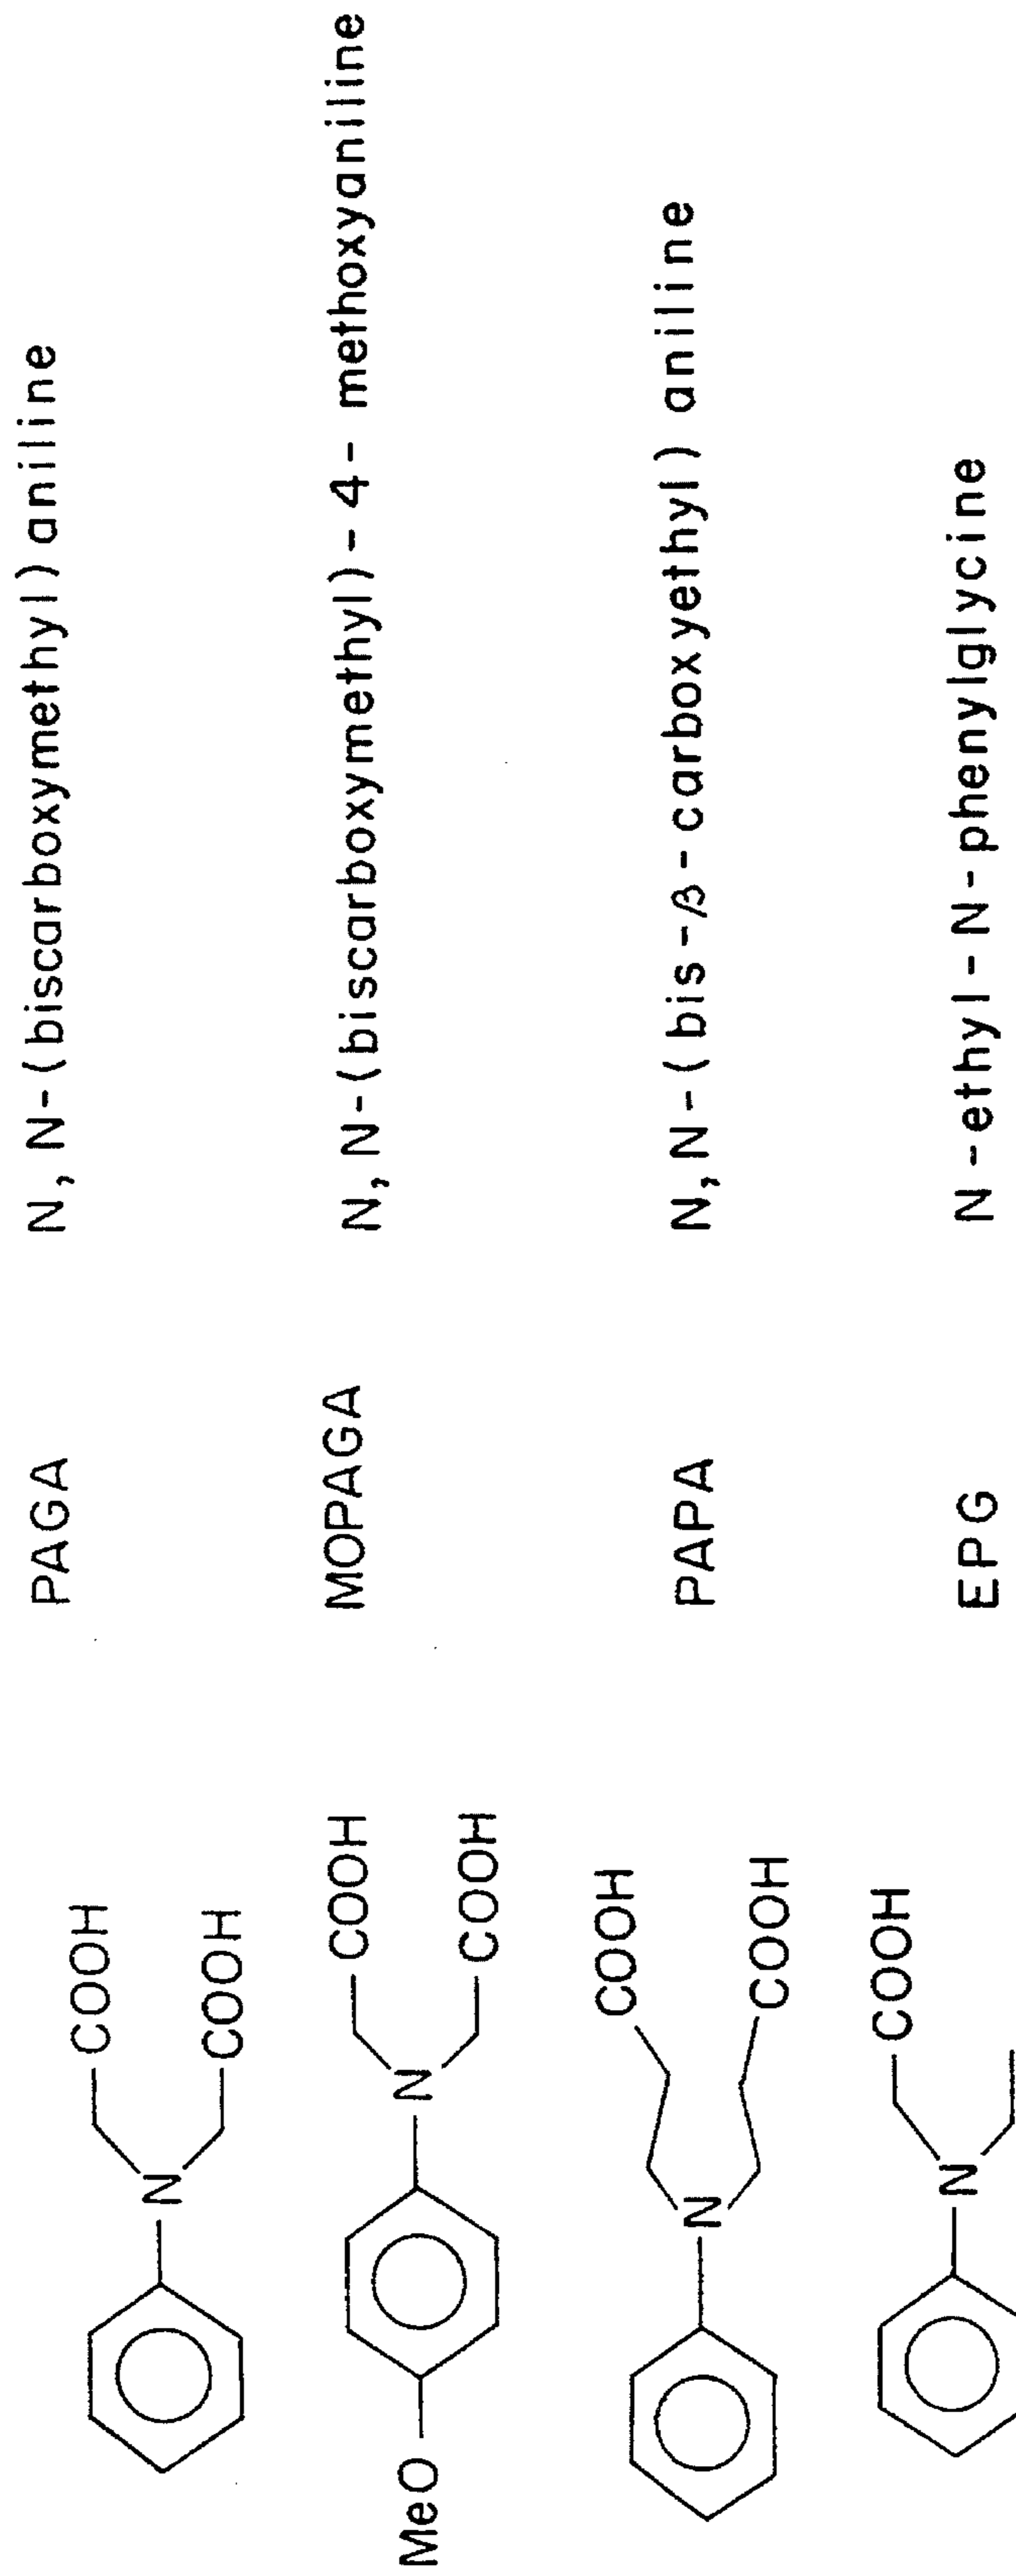 COOH
N
COOH
PAGA
N, N-(biscarboxymethyl) aniline
COOH
MeO
N
COOH
MOPAGA
N, N-(biscarboxymethyl)-4-methoxyaniline
COOH
N
COOH
PAPA
N, N-(bis-β-carboxyethyl) aniline
COOH
N
EPG
N-ethyl-N-phenylglycine